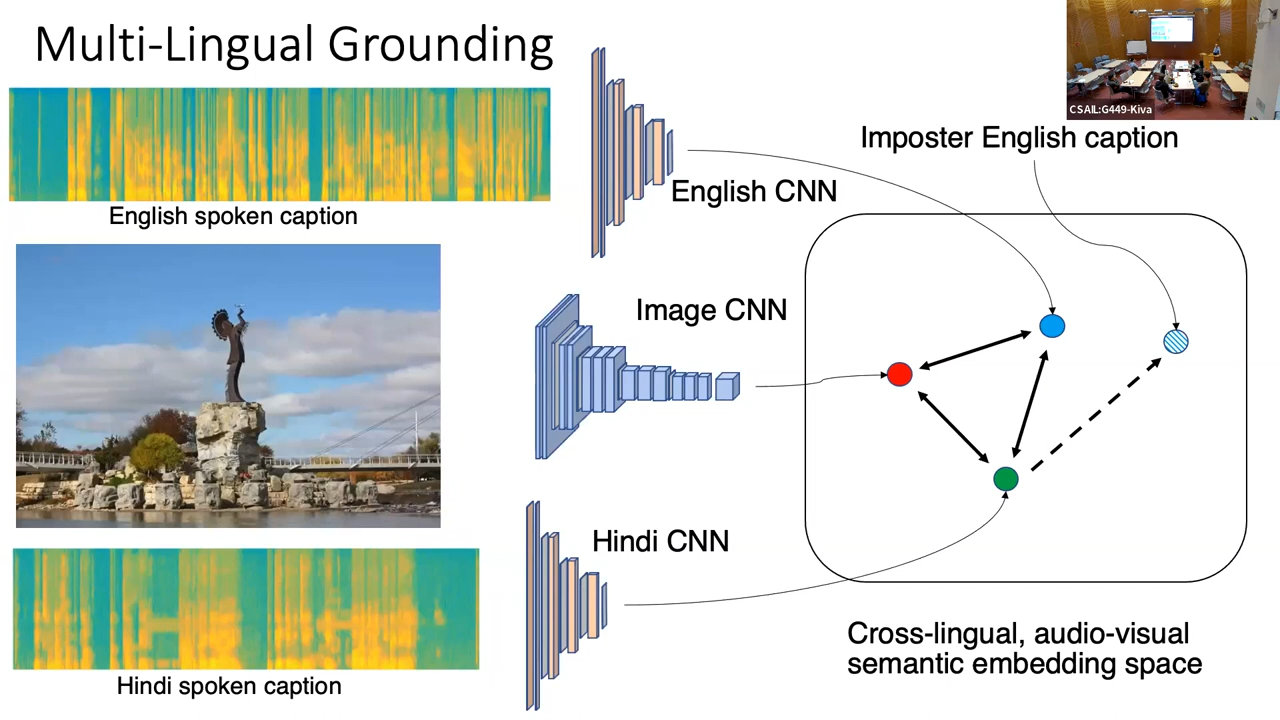 Multi-Lingual Grounding
CSAIL:G449-Kiva
Imposter English caption
English CNN
English spoken caption
Image CNN
Hindi CNN
Hindi spoken caption
Cross-lingual, audio-visual
semantic embedding space